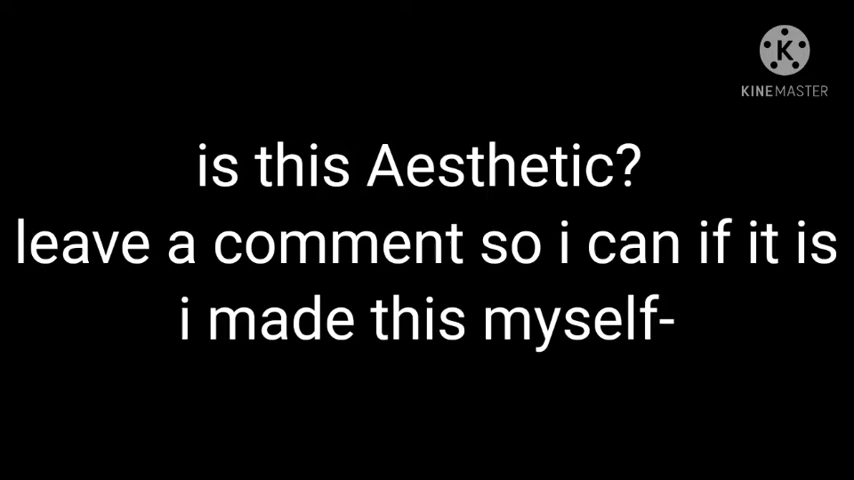 K
KINEMASTER
is this Aesthetic?
leave a comment so i can if it is
i made this myself-